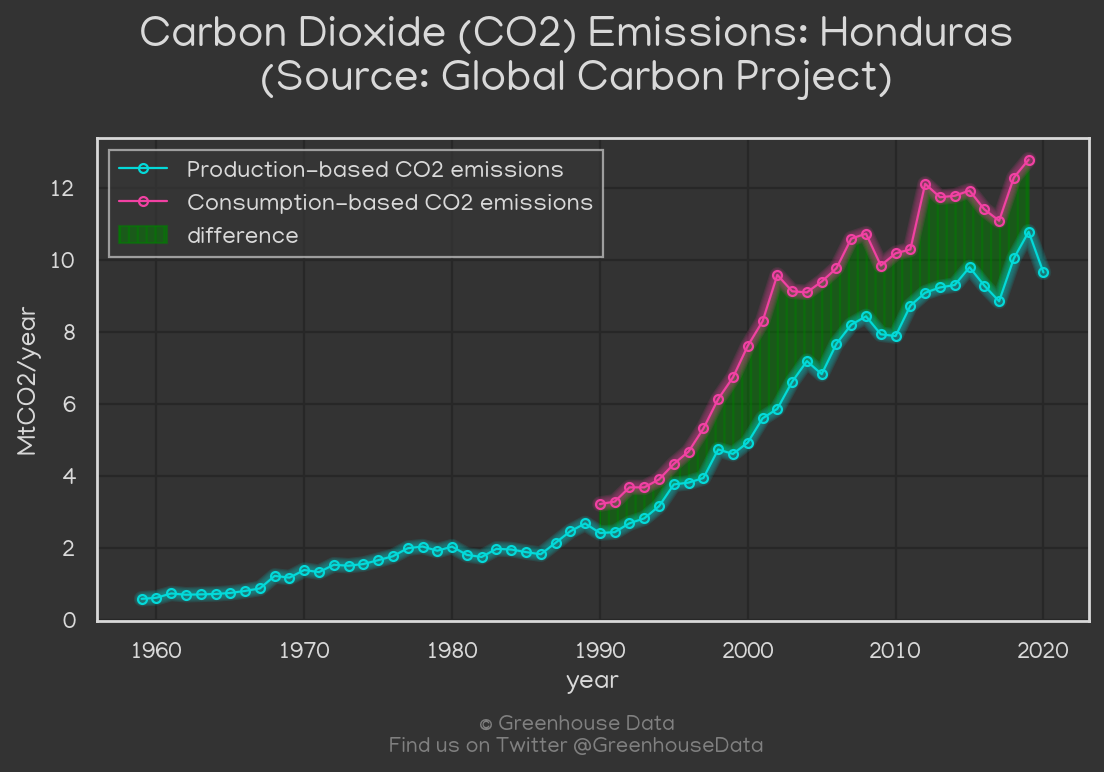 Carbon Dioxide (CO2) Emissions: Honduras
(Source: Global Carbon Project)
Production-based CO2 emissions
Consumption-based CO2 emissions
difference
MtCO2/year
12
10
8
6
4
2
0
1960 1970 1980 1990 2000 2010 2020
year
© Greenhouse Data
Find us on Twitter @GreenhouseData